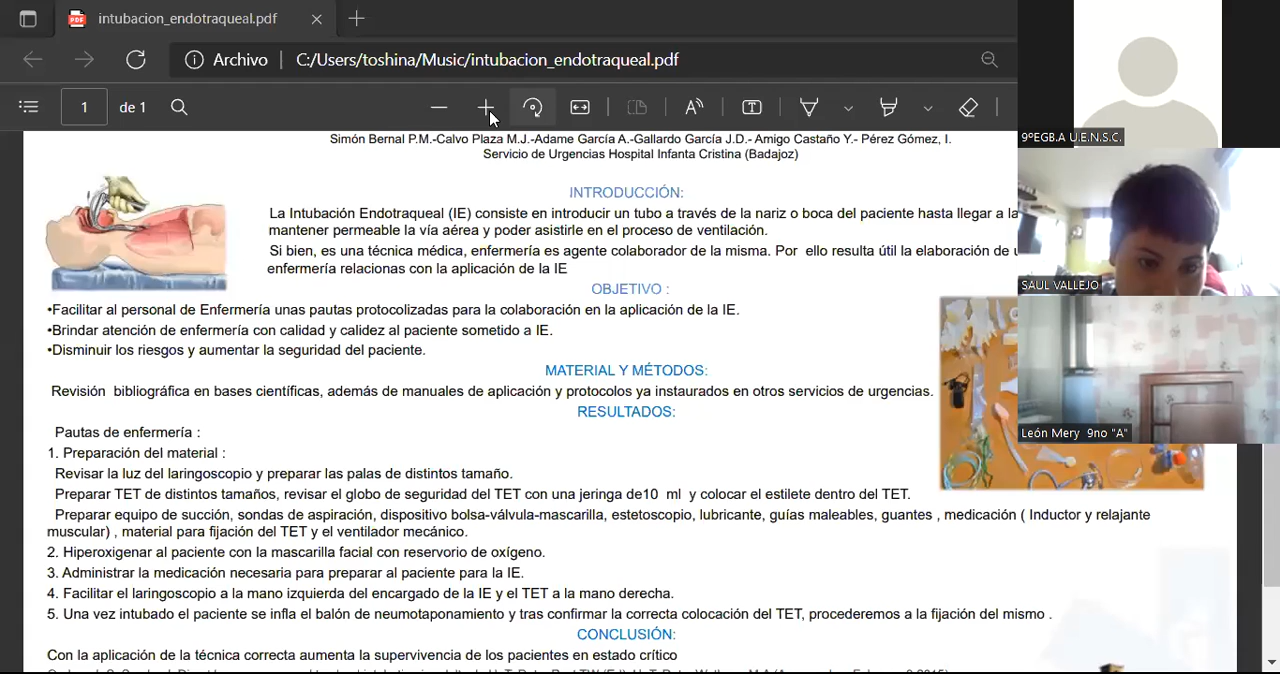 intubacion_endotraqueal.pdf
Archivo
C:/Users/toshina/Music/intubacion_endotraqueal.pdf
1 de 1
Simón Bernal P.M.-Calvo Plaza M.J.-Adame García A.-Gallardo García J.D.- Amigo Castaño Y.- Pérez Gómez, I.
Servicio de Urgencias Hospital Infanta Cristina (Badajoz)
INTRODUCCIÓN:
La Intubación Endotraqueal (IE) consiste en introducir un tubo a través de la nariz o boca del paciente hasta llegar a la
mantener permeable la vía aérea y poder asistirle en el proceso de ventilación.
Si bien, es una técnica médica, enfermería es agente colaborador de la misma. Por ello resulta útil la elaboración de
enfermería relacionas con la aplicación de la IE
OBJETIVO :
•Facilitar al personal de Enfermería unas pautas protocolizadas para la colaboración en la aplicación de la IE.
•Brindar atención de enfermería con calidad y calidez al paciente sometido a IE.
•Disminuir los riesgos y aumentar la seguridad del paciente.
MATERIAL Y MÉTODOS:
Revisión bibliográfica en bases científicas, además de manuales de aplicación y protocolos ya instaurados en otros servicios de urgencias.
RESULTADOS:
Pautas de enfermería :
1. Preparación del material :
Revisar la luz del laringoscopio y preparar las palas de distintos tamaño.
Preparar TET de distintos tamaños, revisar el globo de seguridad del TET con una jeringa de10 ml y colocar el estilete dentro del TET.
Preparar equipo de succión, sondas de aspiración, dispositivo bolsa-válvula-mascarilla, estetoscopio, lubricante, guías maleables, guantes , medicación ( Inductor y relajante
muscular) , material para fijación del TET y el ventilador mecánico.
2. Hiperoxigenar al paciente con la mascarilla facial con reservorio de oxígeno.
3. Administrar la medicación necesaria para preparar al paciente para la IE.
4. Facilitar el laringoscopio a la mano izquierda del encargado de la IE y el TET a la mano derecha.
5. Una vez intubado el paciente se infla el balón de neumotaponamiento y tras confirmar la correcta colocación del TET, procederemos a la fijación del mismo .
CONCLUSIÓN:
Con la aplicación de la técnica correcta aumenta la supervivencia de los pacientes en estado crítico
9ºEGB.A U.E.N.S.C.
SAUL VALLEJO
León Mery 9no "A"